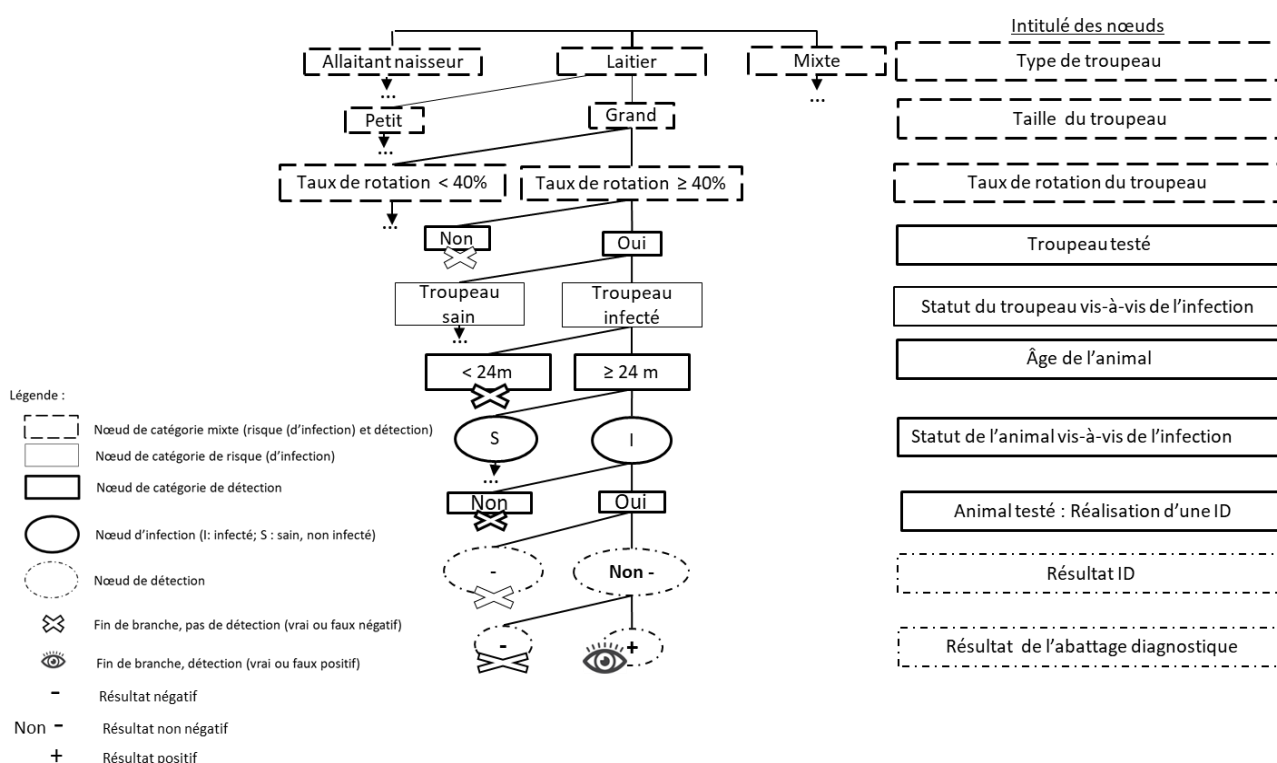 Intitulé des nœuds
Allaitant naisseur
Laitier
Mixte
Type de troupeau
...
...
Petit
Grand
Taille du troupeau
...
Taux de rotation < 40%
Taux de rotation ≥ 40%
Taux de rotation du troupeau
...
Non
Oui
Troupeau testé
Troupeau
sain
Troupeau
infecté
Statut du troupeau vis-à-vis de l'infection
...
< 24m
≥ 24 m
Âge de l'animal
S
I
Statut de l'animal vis-à-vis de l'infection
...
Non
Oui
Animal testé : Réalisation d'une ID
-
Non -
Résultat ID
-
+
Résultat de l'abattage diagnostique
Légende :
Nœud de catégorie mixte (risque (d'infection) et détection)
Nœud de catégorie de risque (d'infection)
Nœud de catégorie de détection
Nœud d'infection (I: infecté; S : sain, non infecté)
Nœud de détection
Fin de branche, pas de détection (vrai ou faux négatif)
Fin de branche, détection (vrai ou faux positif)
- Résultat négatif
Non - Résultat non négatif
+ Résultat positif